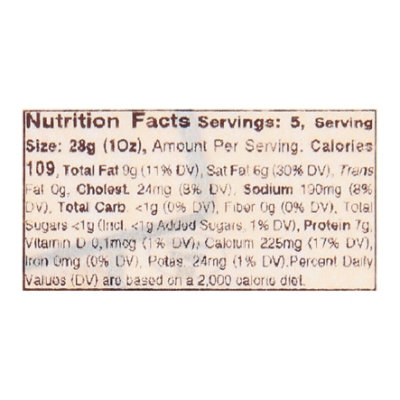 Nutrition Facts Servings: 5, Serving
Size: 28g (1Oz), Amount Per Serving. Calories
109, Total Fat 9g (11% DV), Sat Fat 6g (30% DV), Trans
Fat 0g, Cholest. 24mg (8% DV), Sodium 190mg (8%
DV), Total Carb. <1g (0% DV), Fiber 0g (0% DV), Total
Sugars <1g (Incl. <1g Added Sugars, 1% DV), Protein 7g,
Vitamin D 0,1mcg (1% DV), Calcium 225mg (17% DV),
Iron 0mg (0% DV), Potas. 24mg (1% DV).Percent Daily
Values (DV) are based on a 2,000 calorie diet.